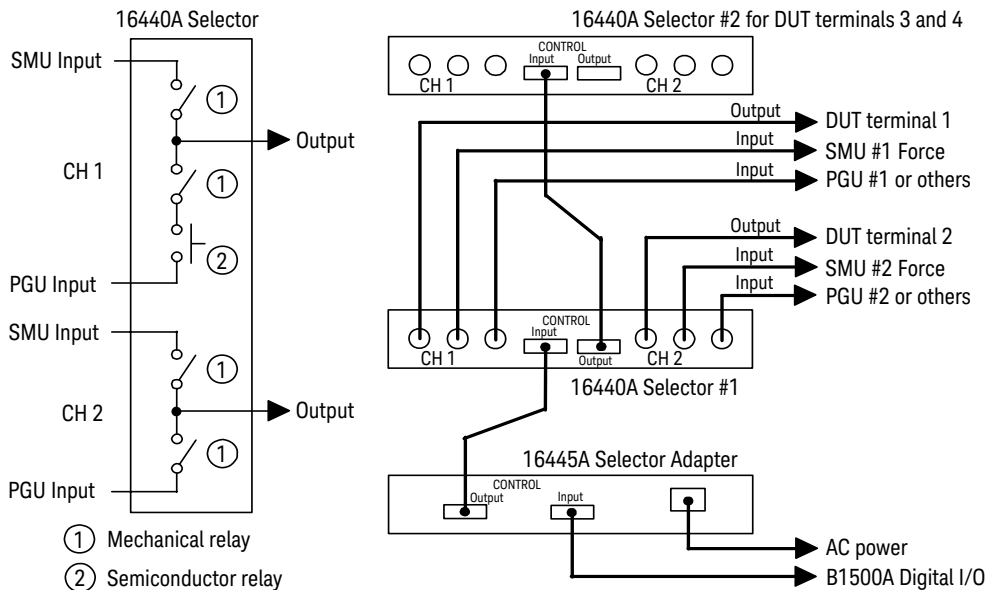 16440A Selector
SMU Input
1
Output
CH 1
1
2
PGU Input
SMU Input
1
CH 2
Output
1
PGU Input
1 Mechanical relay
2 Semiconductor relay
16440A Selector #2 for DUT terminals 3 and 4
CONTROL
Input Output
CH 1 CH 2
Output DUT terminal 1
Input SMU #1 Force
Input PGU #1 or others
Output DUT terminal 2
Input SMU #2 Force
Input PGU #2 or others
CONTROL
Input
CH 1 Output CH 2
16440A Selector #1
16445A Selector Adapter
CONTROL
Output Input
AC power
B1500A Digital I/O